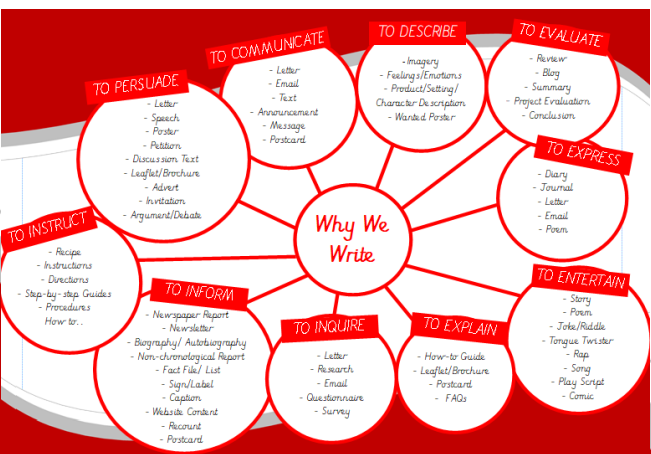 Why We
Write
TO PERSUADE
- Letter
- Speech
- Poster
- Petition
- Discussion Text
- Leaflet/Brochure
- Advert
- Invitation
- Argument/Debate
TO COMMUNICATE
- Letter
- Email
- Text
- Announcement
- Message
- Postcard
TO DESCRIBE
-Imagery
- Feelings/Emotions
- Product/Setting/
Character Description
- Wanted Poster
TO EVALUATE
- Review
- Blog
- Summary
- Project Evaluation
- Conclusion
TO EXPRESS
- Diary
- Journal
- Letter
- Email
- Poem
TO ENTERTAIN
- Story
- Poem
- Joke/Riddle
- Tongue Twister
- Rap
- Song
- Play Script
- Comic
TO EXPLAIN
- How-to Guide
- Leaflet/Brochure
- Postcard
- FAQs
TO INQUIRE
- Letter
- Research
- Email
- Questionnaire
- Survey
TO INFORM
- Newspaper Report
- Newsletter
- Biography/ Autobiography
- Non-chronological Report
- Fact File/ List
- Sign/Label
- Caption
- Website Content
- Recount
- Postcard
TO INSTRUCT
- Recipe
- Instructions
- Directions
- Step-by-step Guides
- Procedures
How to..